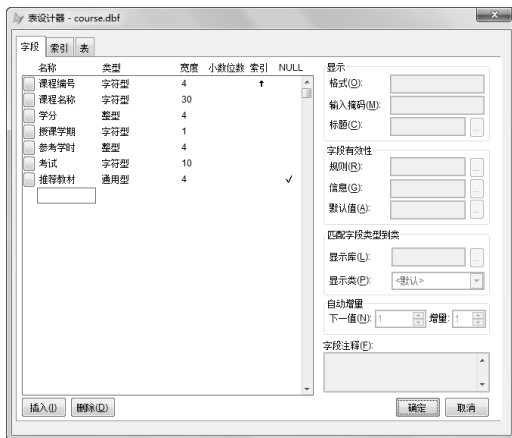 表设计器 - course.dbf
字段 索引 表
名称 类型 宽度 小数位数 索引 NULL
课程编号 字符型 4 ↑
课程名称 字符型 30
学分 整型 4
授课学期 字符型 1
参考学时 整型 4
考试 字符型 10
推荐教材 通用型 4 √
显示
格式(O):
输入掩码(M):
标题(C): ...
字段有效性
规则(R): ...
信息(G): ...
默认值(A): ...
匹配字段类型到类
显示库(L): ...
显示类(P): <默认>
自动增量
下一值(N): 1 增量: 1
字段注释(F):
插入(I) 删除(D) 确定 取消